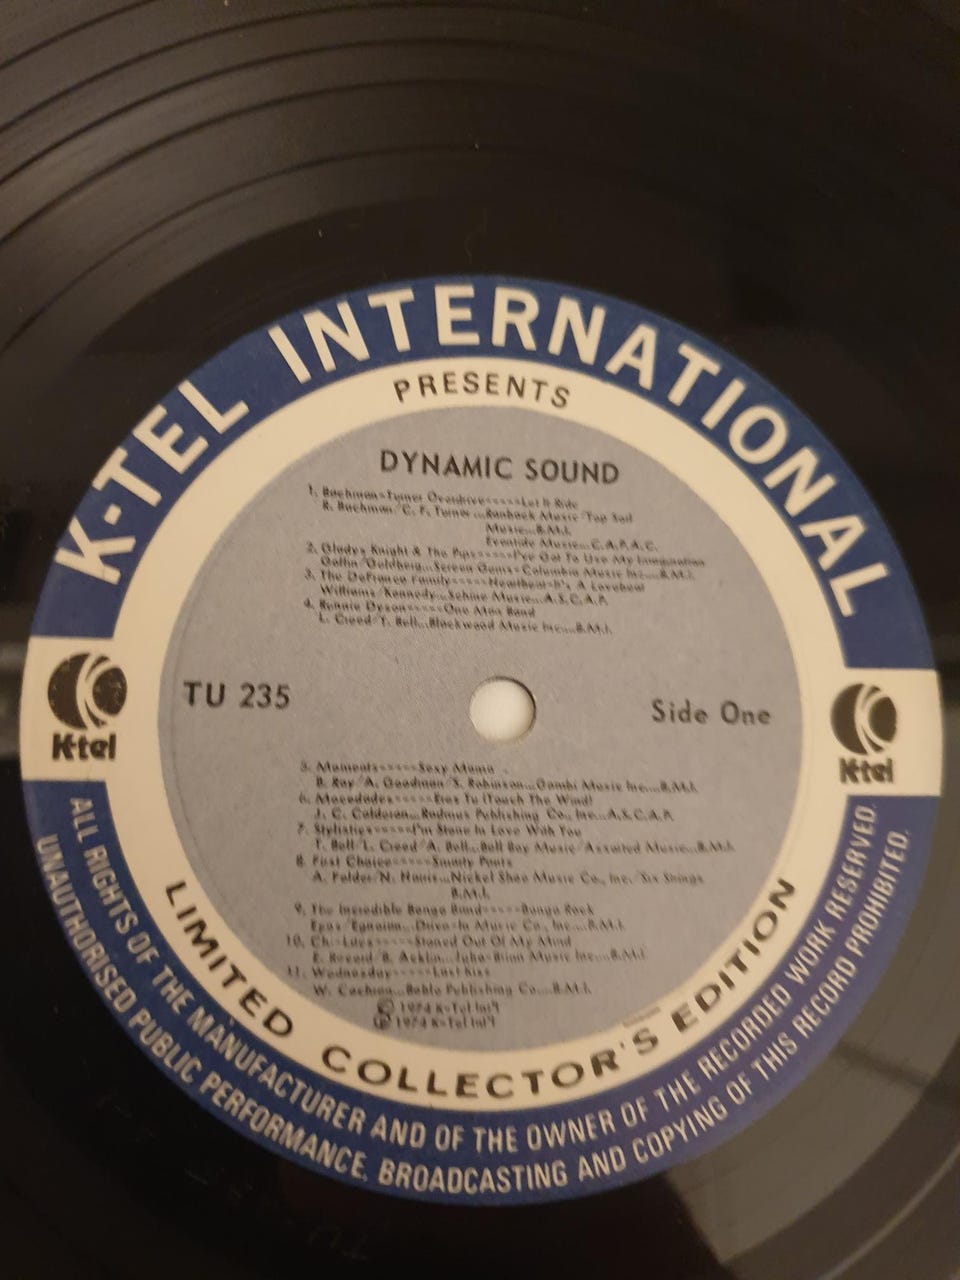 K-TEL INTERNATIONAL
PRESENTS
DYNAMIC SOUND
1. Bachman-Turner Overdrive-----Let It Ride
R. Bachman/C. F. Turner...Ranback Music/Top Soil
Music...B.M.I.
Eventide Music...C.A.P.A.C.
2. Gladys Knight & The Pips-----I've Got To Use My Imagination
Goffin/Goldberg...Screen Gems-Columbia Music Inc....B.M.I.
3. The DeFranco Family-----Heartbeat-It's A Lovebeat
Williams/Kennedy...Schine Music...A.S.C.A.P.
4. Ronnie Dyson-----One Man Band
L. Creed/T. Bell...Blackwood Music Inc....B.M.I.
TU 235
Side One
K-tel
K-tel
5. Moments-----Sexy Mama
B. Ray/A. Goodman/S. Robinson...Gambi Music Inc....B.M.I.
6. Mocedades-----Eres Tu (Touch The Wind)
J. C. Calderon...Radmus Publishing Co., Inc...A.S.C.A.P.
7. Stylistics-----I'm Stone In Love With You
T. Bell/L. Creed/A. Bell...Bell Boy Music/Assorted Music...B.M.I.
8. First Choice-----Smarty Pants
A. Felder/N. Harris...Nickel Shoe Music Co., Inc./Six Strings
B.M.I.
9. The Incredible Bongo Band-----Bongo Rock
Epps/Egnoian...Drive-In Music Co., Inc....B.M.I.
10. Chi-Lites-----Stoned Out Of My Mind
E. Record/B. Acklin...Julio-Brian Music Inc....B.M.I.
11. Wednesday-----Last Kiss
W. Cochran...Boblo Publishing Co....B.M.I.
© 1974 K-Tel Int'l
℗ 1974 K-Tel Int'l
LIMITED COLLECTOR'S EDITION
ALL RIGHTS OF THE MANUFACTURER AND OF THE OWNER OF THE RECORDED WORK RESERVED.
UNAUTHORISED PUBLIC PERFORMANCE, BROADCASTING AND COPYING OF THIS RECORD PROHIBITED.